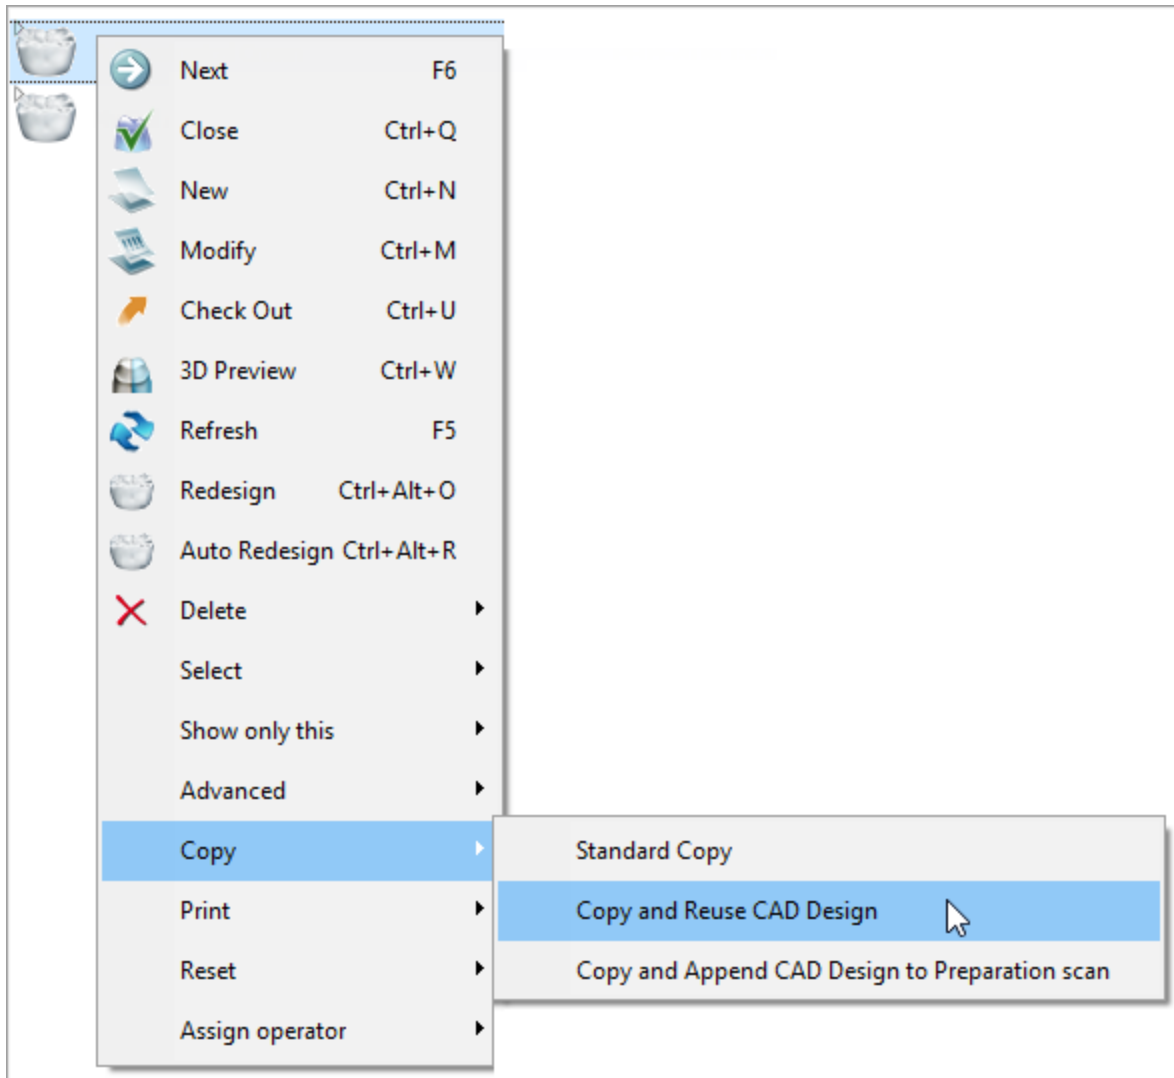 Next F6
Close Ctrl+Q
New Ctrl+N
Modify Ctrl+M
Check Out Ctrl+U
3D Preview Ctrl+W
Refresh F5
Redesign Ctrl+Alt+O
Auto Redesign Ctrl+Alt+R
Delete
Select
Show only this
Advanced
Copy
Standard Copy
Copy and Reuse CAD Design
Copy and Append CAD Design to Preparation scan
Print
Reset
Assign operator